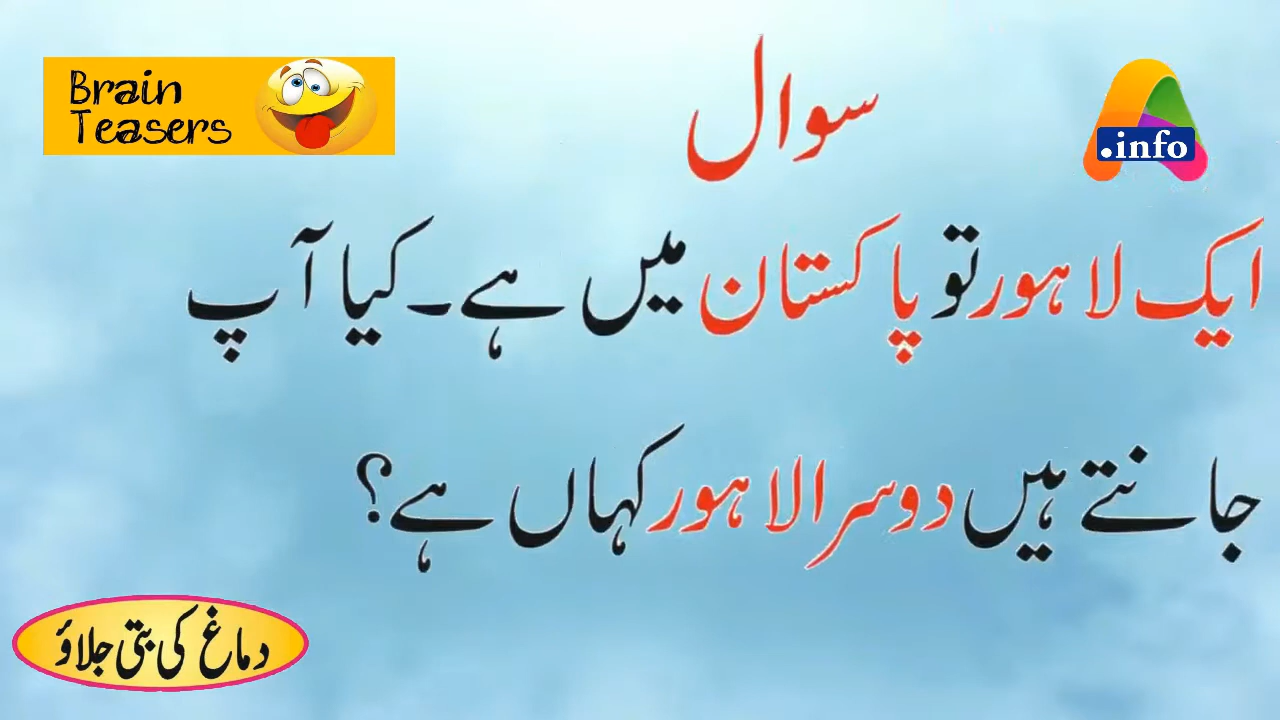 Brain
Teasers
سوال
.info
ایک لاہور تو پاکستان میں ہے۔ کیا آپ
جانتے ہیں دوسرا لاہور کہاں ہے؟
دماغ کی بتی جلاؤ